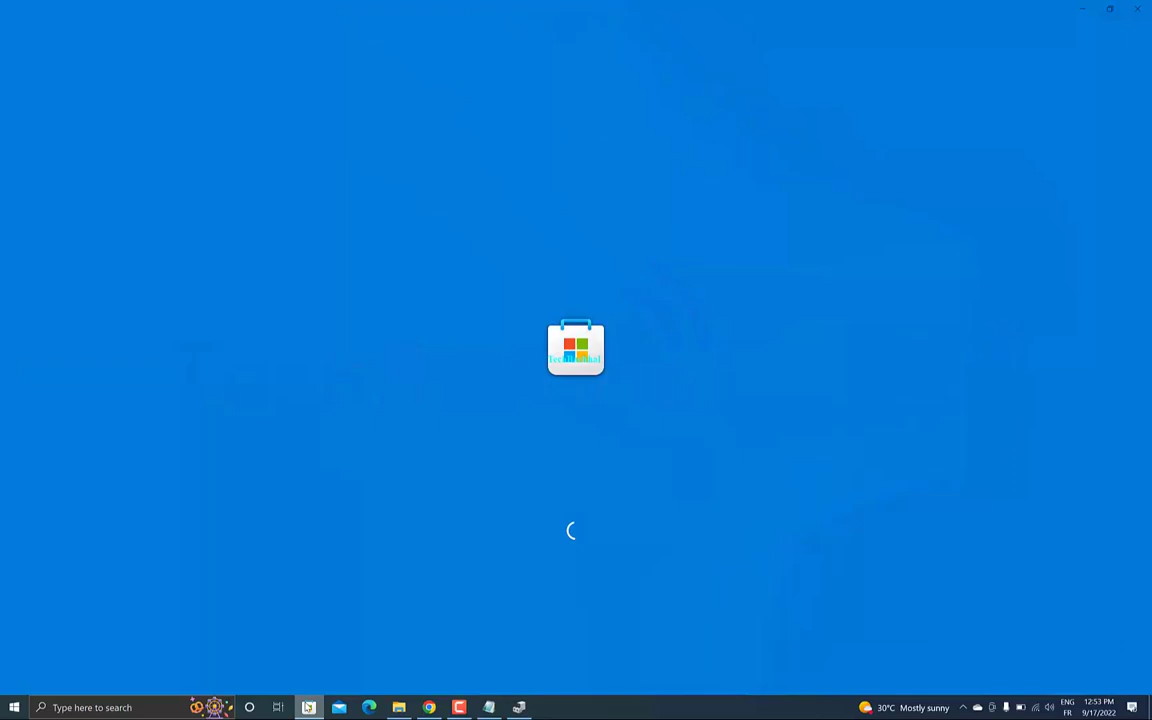 Type here to search
30°C Mostly sunny
ENG
FR
12:53 PM
9/17/2022